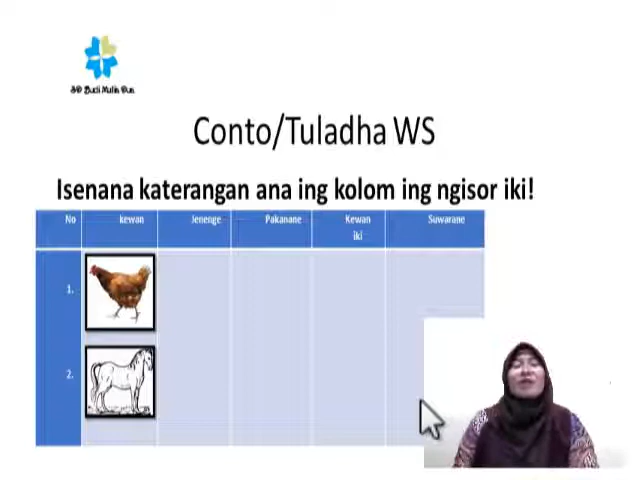 SD Budi Mulia Dua
Conto/Tuladha WS
Isenana katerangan ana ing kolom ing ngisor iki!
No kewan Jenenge Pakanane Kewan iki Suwarane
1.
2.